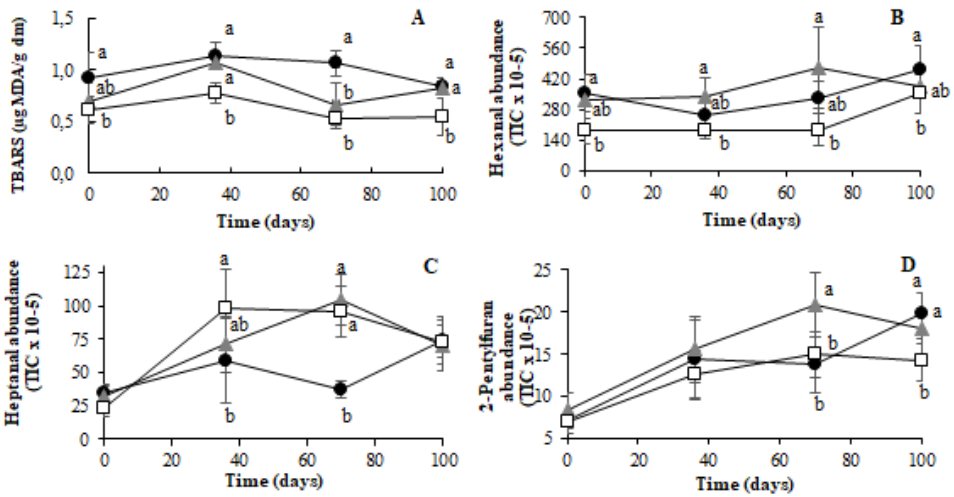 A
TBARS (µg MDA/g dm)
1,5
1,0
0,5
0,0
a
a
a
a
ab
a
b
a
b
b
b
b
0
20
40
60
80
100
Time (days)
B
Hexanal abundance
(TIC x 10-5)
700
560
420
280
140
0
a
a
a
a
ab
ab
ab
ab
b
b
b
0
20
40
60
80
100
Time (days)
C
Heptanal abundance
(TIC x 10-5)
125
100
75
50
25
0
a
a
ab
a
b
b
0
20
40
60
80
100
Time (days)
D
2-Pentylfuran
abundance
(TIC x 10-5)
25
20
15
10
5
a
a
a
b
b
b
0
20
40
60
80
100
Time (days)